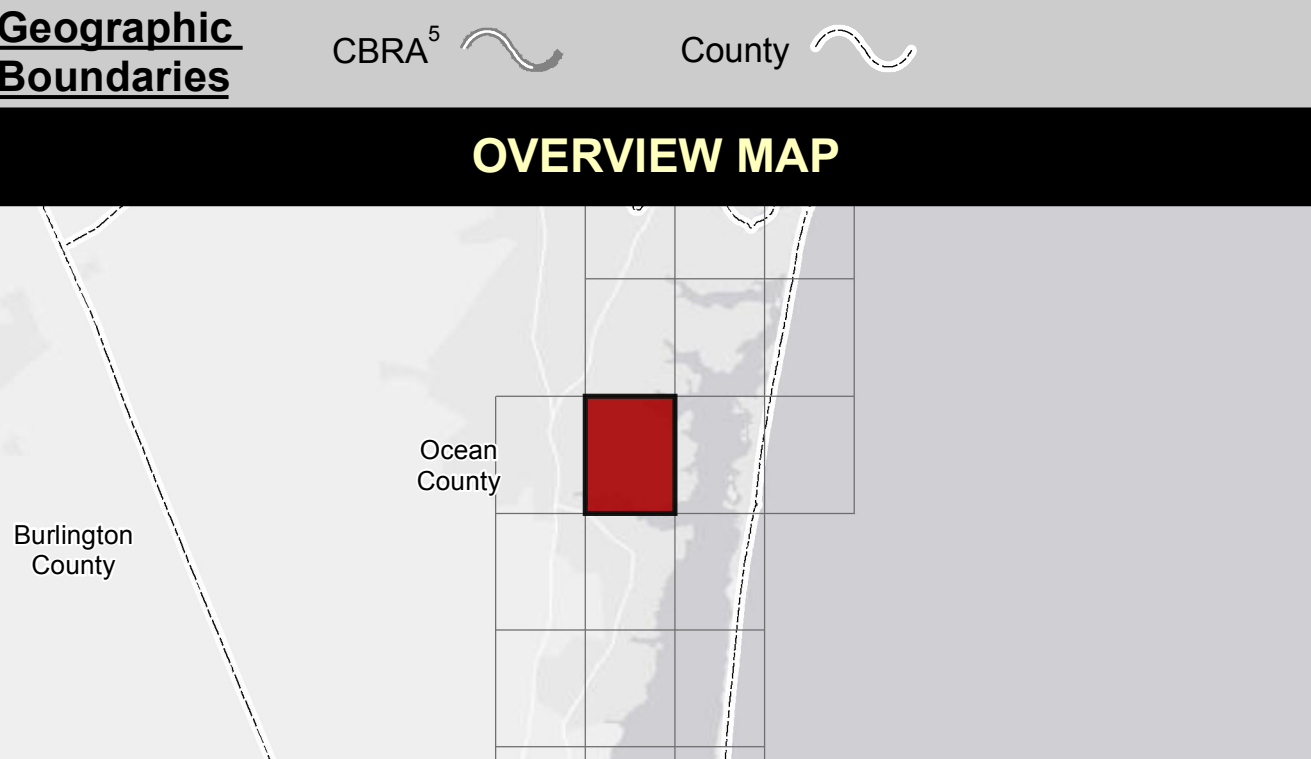 Geographic
Boundaries
CBRA5
County
OVERVIEW MAP
Ocean
County
Burlington
County